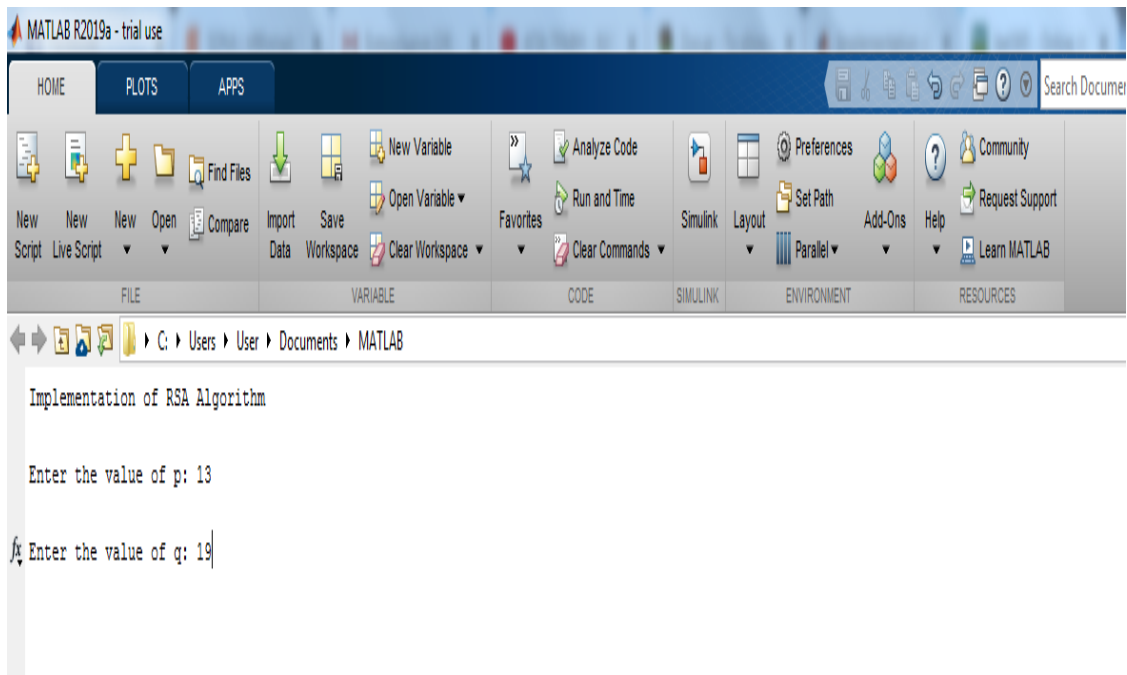 MATLAB R2019a - trial use
HOME PLOTS APPS
Search Documen
New Script
New Live Script
New
Open
Find Files
Compare
FILE
Import Data
Save Workspace
New Variable
Open Variable
Clear Workspace
VARIABLE
Favorites
Analyze Code
Run and Time
Clear Commands
CODE
Simulink
SIMULINK
Layout
Preferences
Set Path
Parallel
Add-Ons
ENVIRONMENT
Help
Community
Request Support
Learn MATLAB
RESOURCES
C: Users User Documents MATLAB
Implementation of RSA Algorithm
Enter the value of p: 13
fx Enter the value of q: 19